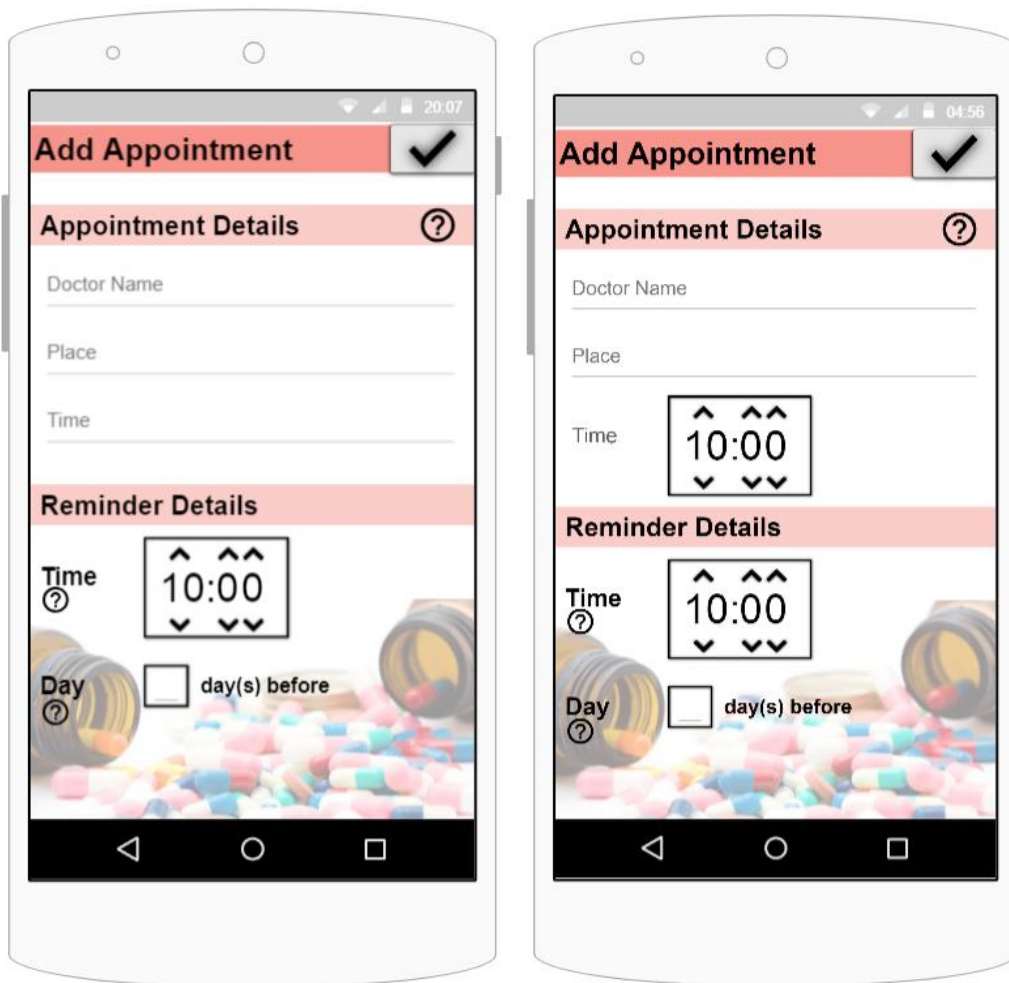 20:07
Add Appointment
Appointment Details ?
Doctor Name
Place
Time
Reminder Details
Time 10:00
?
Day _ day(s) before
?
04:56
Add Appointment
Appointment Details ?
Doctor Name
Place
Time 10:00
Reminder Details
Time 10:00
?
Day _ day(s) before
?